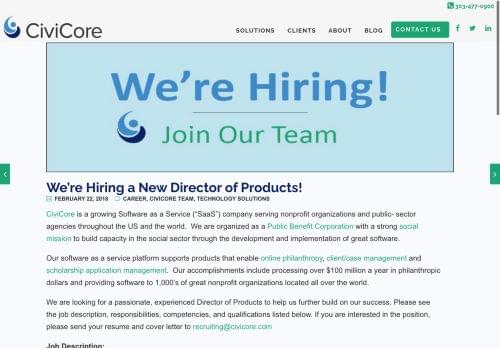 303-477-0900
CiviCore
SOLUTIONS CLIENTS ABOUT BLOG CONTACT US
We're Hiring!
Join Our Team
We're Hiring a New Director of Products!
FEBRUARY 22, 2018 CAREER, CIVICORE TEAM, TECHNOLOGY SOLUTIONS
CiviCore is a growing Software as a Service ("SaaS") company serving nonprofit organizations and public- sector
agencies throughout the US and the world. We are organized as a Public Benefit Corporation with a strong social
mission to build capacity in the social sector through the development and implementation of great software.
Our software as a service platform supports products that enable online philanthropy, client/case management and
scholarship application management. Our accomplishments include processing over $100 million a year in philanthropic
dollars and providing software to 1,000's of great nonprofit organizations located all over the world.
We are looking for a passionate, experienced Director of Products to help us further build on our success. Please see
the job description, responsibilities, competencies, and qualifications listed below. If you are interested in the position,
please send your resume and cover letter to recruiting@civicore.com
Job Description: